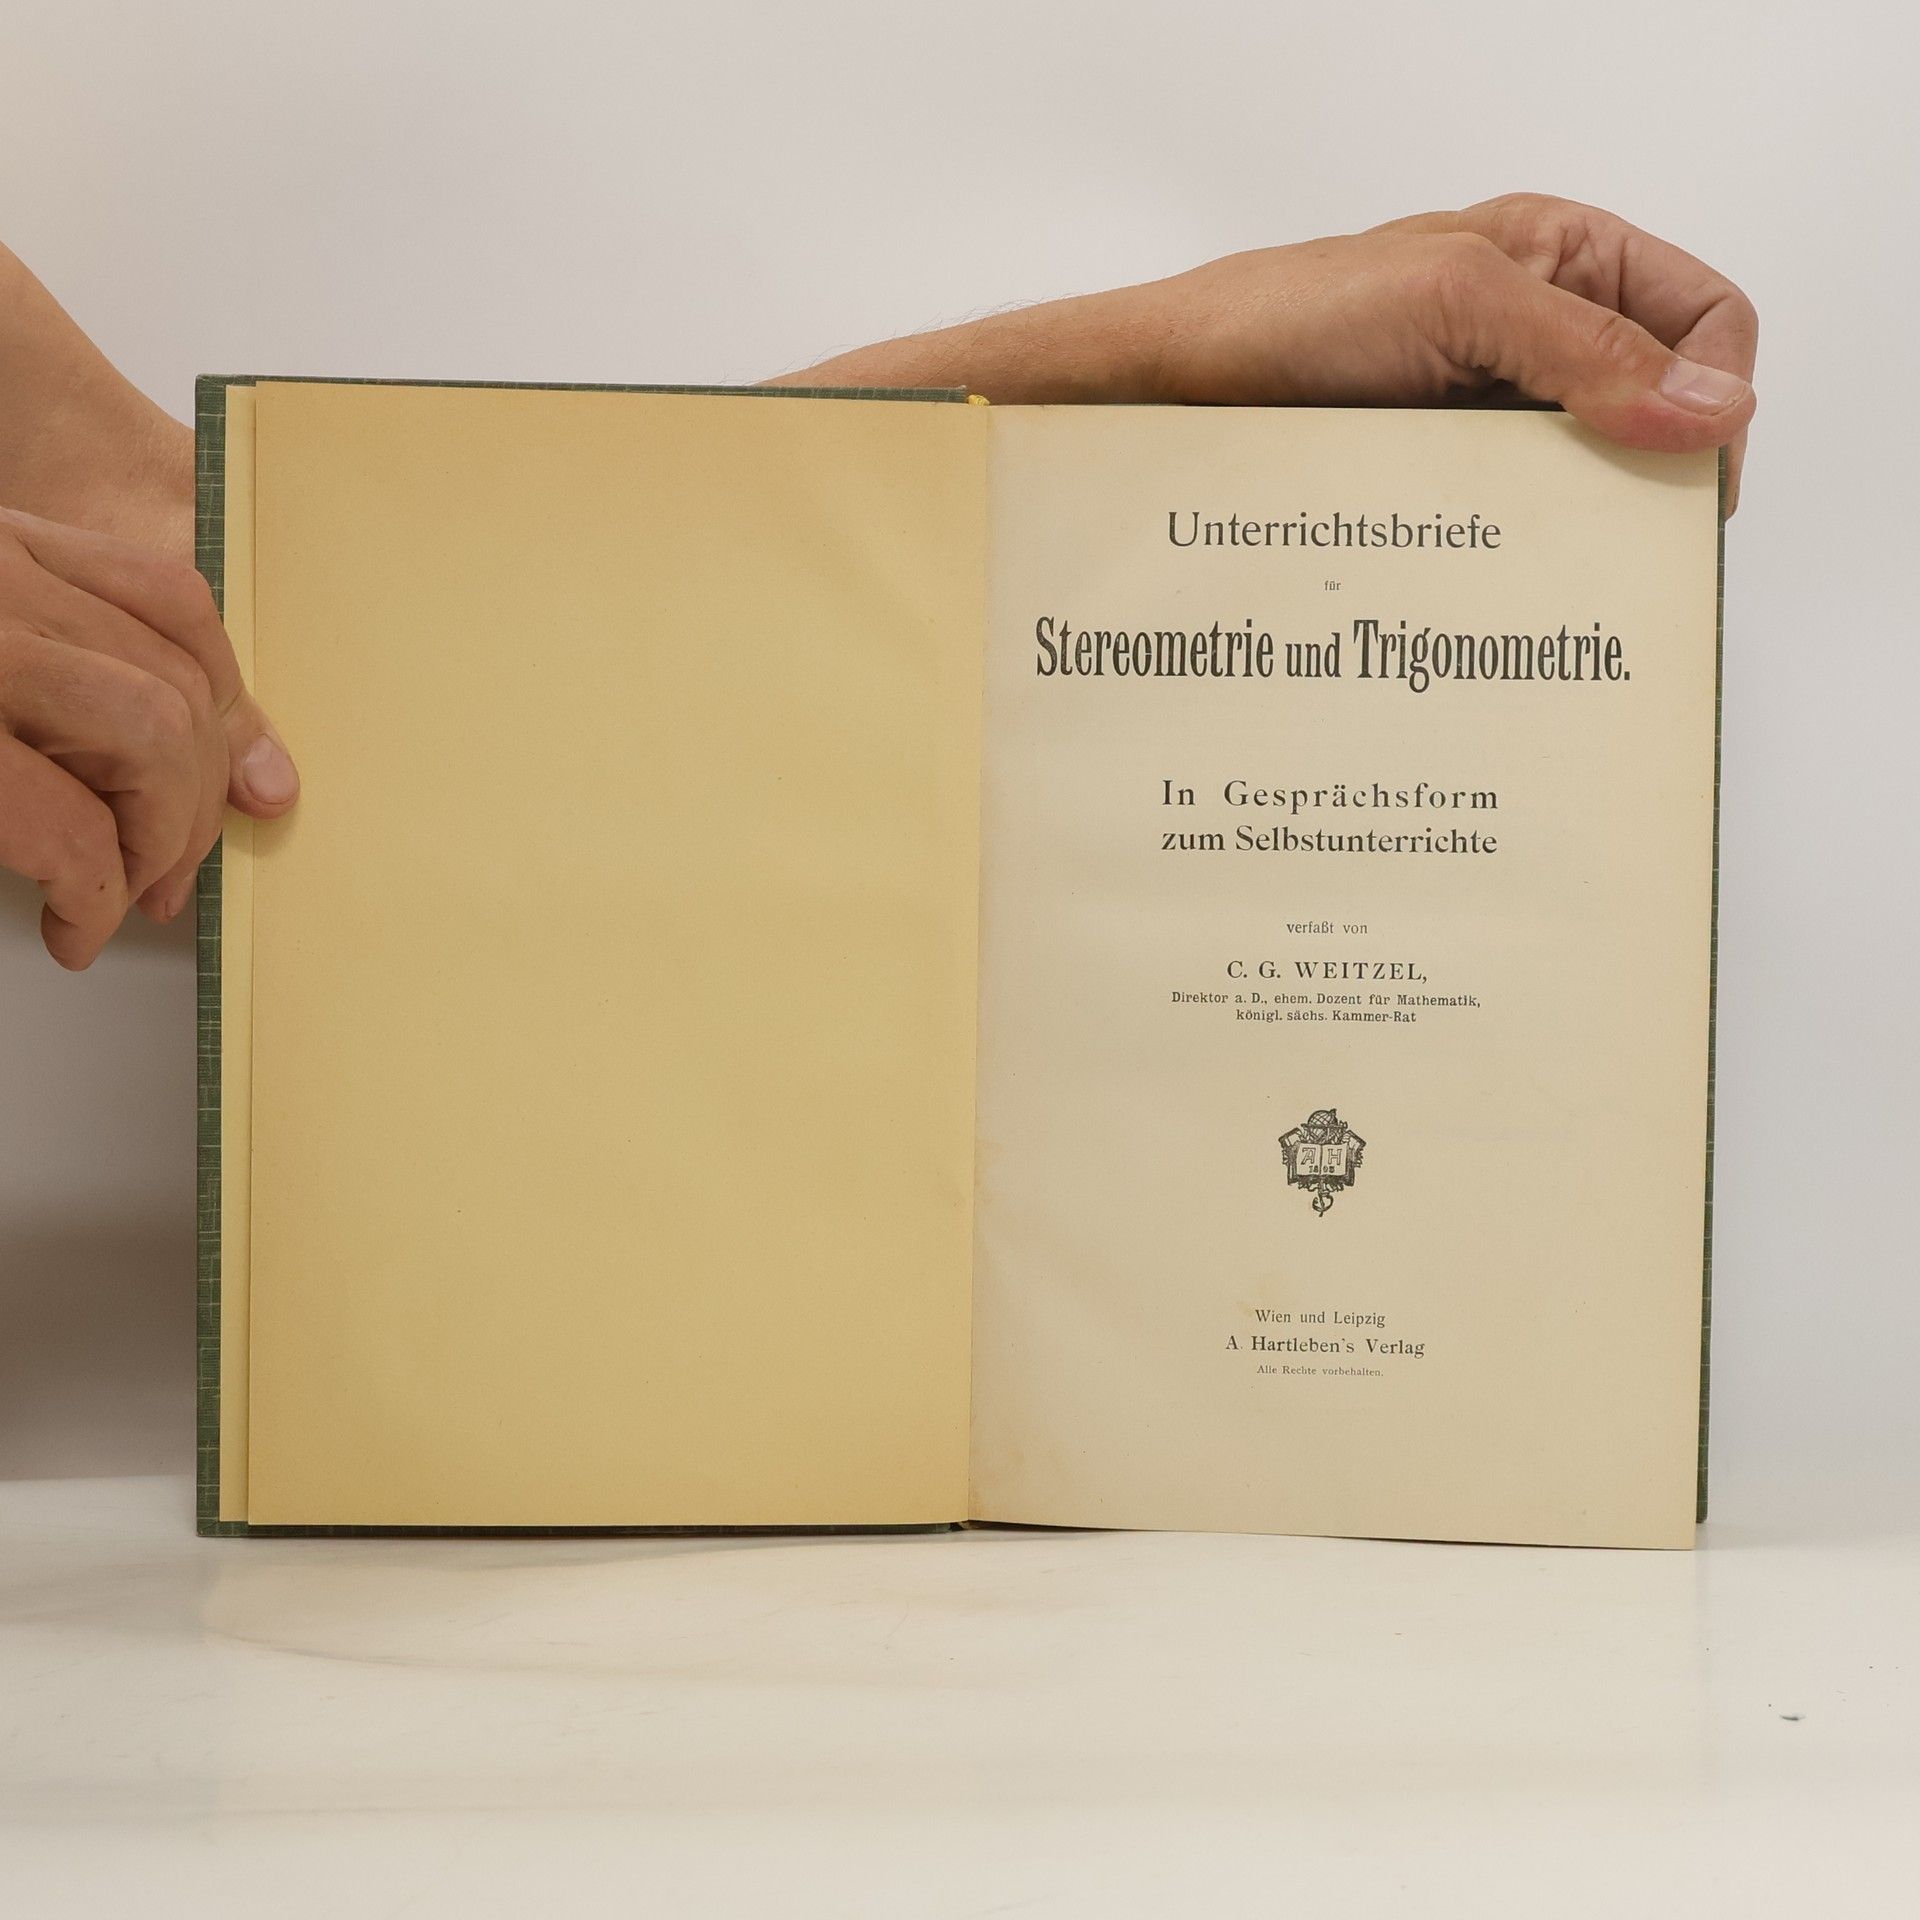 Unterrichtsbriefe
für
Stereometrie und Trigonometrie.
In Gesprächsform
zum Selbstunterrichte
verfaßt von
C. G. WEITZEL,
Direktor a. D., ehem. Dozent für Mathematik,
königl. sächs. Kammer-Rat
A H
1803
Wien und Leipzig
A. Hartleben's Verlag
Alle Rechte vorbehalten.